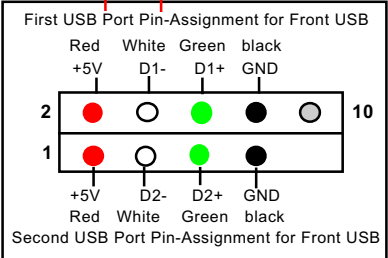 First USB Port Pin-Assignment for Front USB
Red White Green black
+5V D1- D1+ GND
2 10
1
+5V D2- D2+ GND
Red White Green black
Second USB Port Pin-Assignment for Front USB